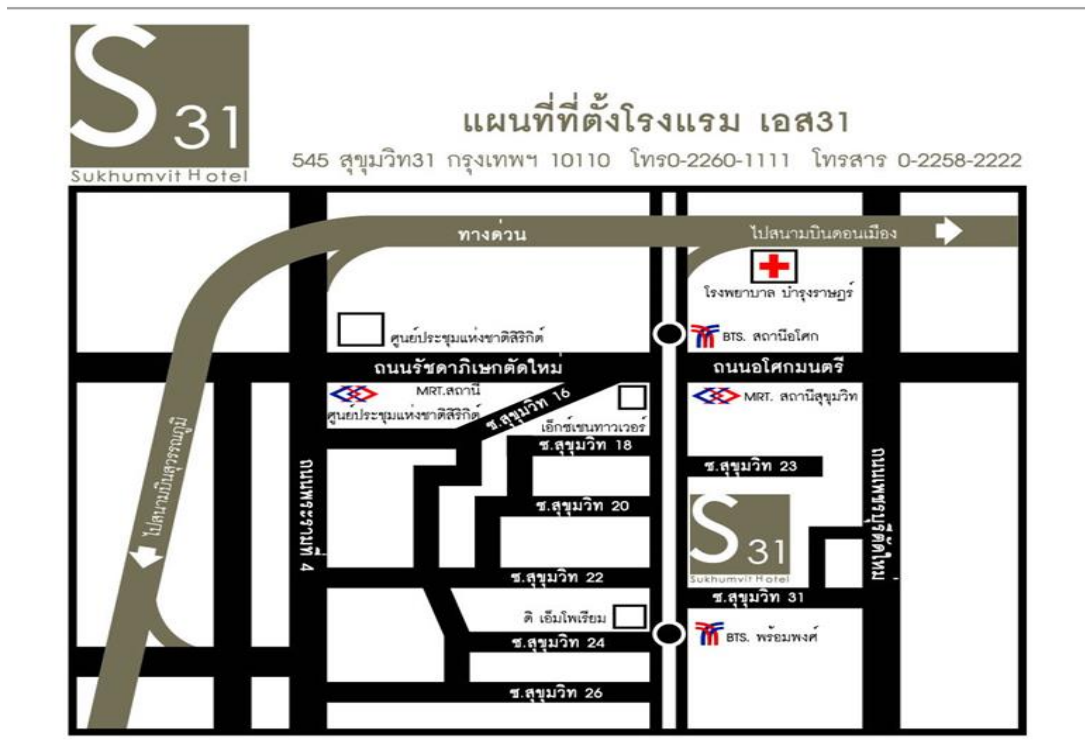 S 31
Sukhumvit Hotel
แผนที่ที่ตั้งโรงแรม เอส31
545 สุขุมวิท31 กรุงเทพฯ 10110 โทร0-2260-1111 โทรสาร 0-2258-2222
ทางด่วน
ไปสนามบินดอนเมือง
โรงพยาบาล บำรุงราษฎร์
ศูนย์ประชุมแห่งชาติสิริกิต์
BTS. สถานีอโศก
ถนนรัชดาภิเษกตัดใหม่
ถนนอโศกมนตรี
MRT.สถานี
ศูนย์ประชุมแห่งชาติสิริกิต์
ซ.สุขุมวิท 16
เอ็กซ์เชนทาวเวอร์
MRT. สถานีสุขุมวิท
ซ.สุขุมวิท 18
ซ.สุขุมวิท 23
ไปสนามบินสุวรรณภูมิ
ถนนพระรามที่ 4
ถนนเพชรบุรีตัดใหม่
ซ.สุขุมวิท 20
S 31
Sukhumvit Hotel
ซ.สุขุมวิท 22
ซ.สุขุมวิท 31
ดิ เอ็มโพเรียม
BTS. พร้อมพงศ์
ซ.สุขุมวิท 24
ซ.สุขุมวิท 26